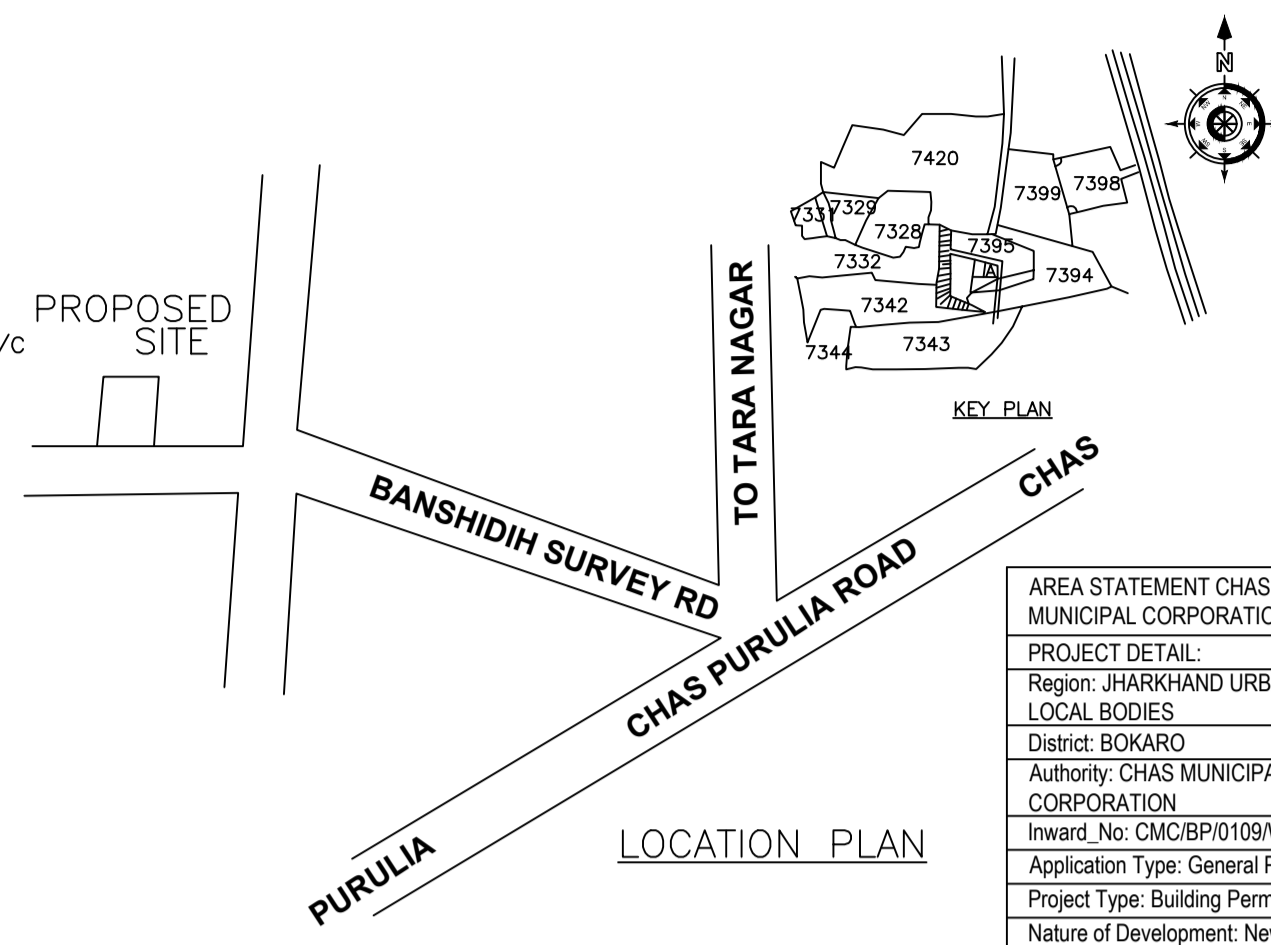 N
7420
7399
7398
7331
7329
7328
7395
7332
IA
7394
7342
7344
7343
KEY PLAN
PROPOSED
SITE
/c
TO TARA NAGAR
BANSHIDIH SURVEY RD
CHAS
CHAS PURULIA ROAD
PURULIA
LOCATION PLAN
AREA STATEMENT CHAS
MUNICIPAL CORPORATIO
PROJECT DETAIL:
Region: JHARKHAND URB
LOCAL BODIES
District: BOKARO
Authority: CHAS MUNICIPA
CORPORATION
Inward_No: CMC/BP/0109/
Application Type: General
Project Type: Building Perm
Nature of Development: Ne